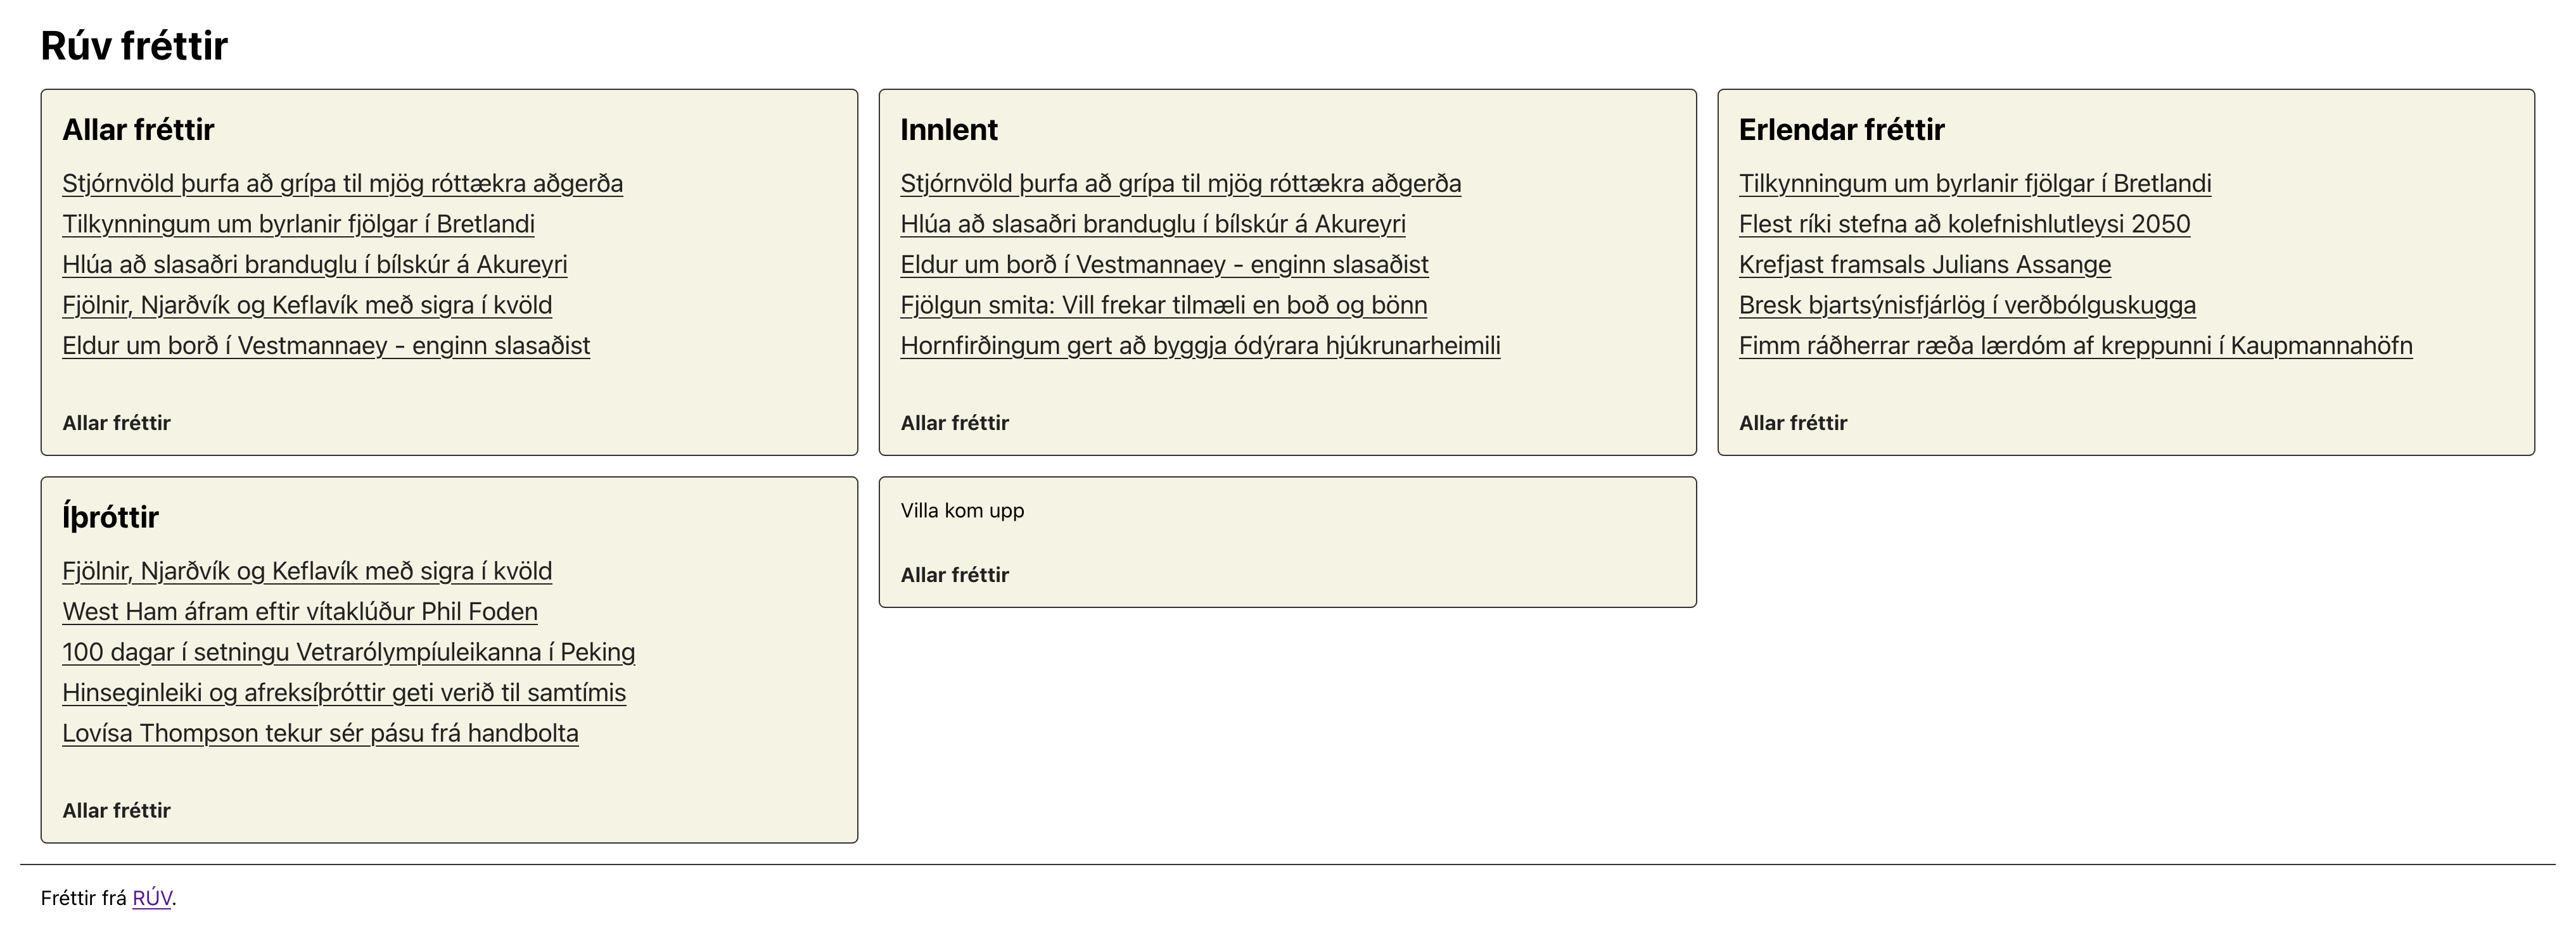 Rúv fréttir
Allar fréttir
Stjórnvöld þurfa að grípa til mjög róttækra aðgerða
Tilkynningum um byrlanir fjölgar í Bretlandi
Hlúa að slasaðri branduglu í bílskúr á Akureyri
Fjölnir, Njarðvík og Keflavík með sigra í kvöld
Eldur um borð í Vestmannaey - enginn slasaðist
Allar fréttir
Innlent
Stjórnvöld þurfa að grípa til mjög róttækra aðgerða
Hlúa að slasaðri branduglu í bílskúr á Akureyri
Eldur um borð í Vestmannaey - enginn slasaðist
Fjölgun smita: Vill frekar tilmæli en boð og bönn
Hornfirðingum gert að byggja ódýrara hjúkrunarheimili
Allar fréttir
Erlendar fréttir
Tilkynningum um byrlanir fjölgar í Bretlandi
Flest ríki stefna að kolefnishlutleysi 2050
Krefjast framsals Julians Assange
Bresk bjartsýnisfjárlög í verðbólguskugga
Fimm ráðherrar ræða lærdóm af kreppunni í Kaupmannahöfn
Allar fréttir
Íþróttir
Fjölnir, Njarðvík og Keflavík með sigra í kvöld
West Ham áfram eftir vítaklúður Phil Foden
100 dagar í setningu Vetrarólympíuleikanna í Peking
Hinseginleiki og afreksíþróttir geti verið til samtímis
Lovísa Thompson tekur sér pásu frá handbolta
Allar fréttir
Villa kom upp
Allar fréttir
Fréttir frá RÚV.